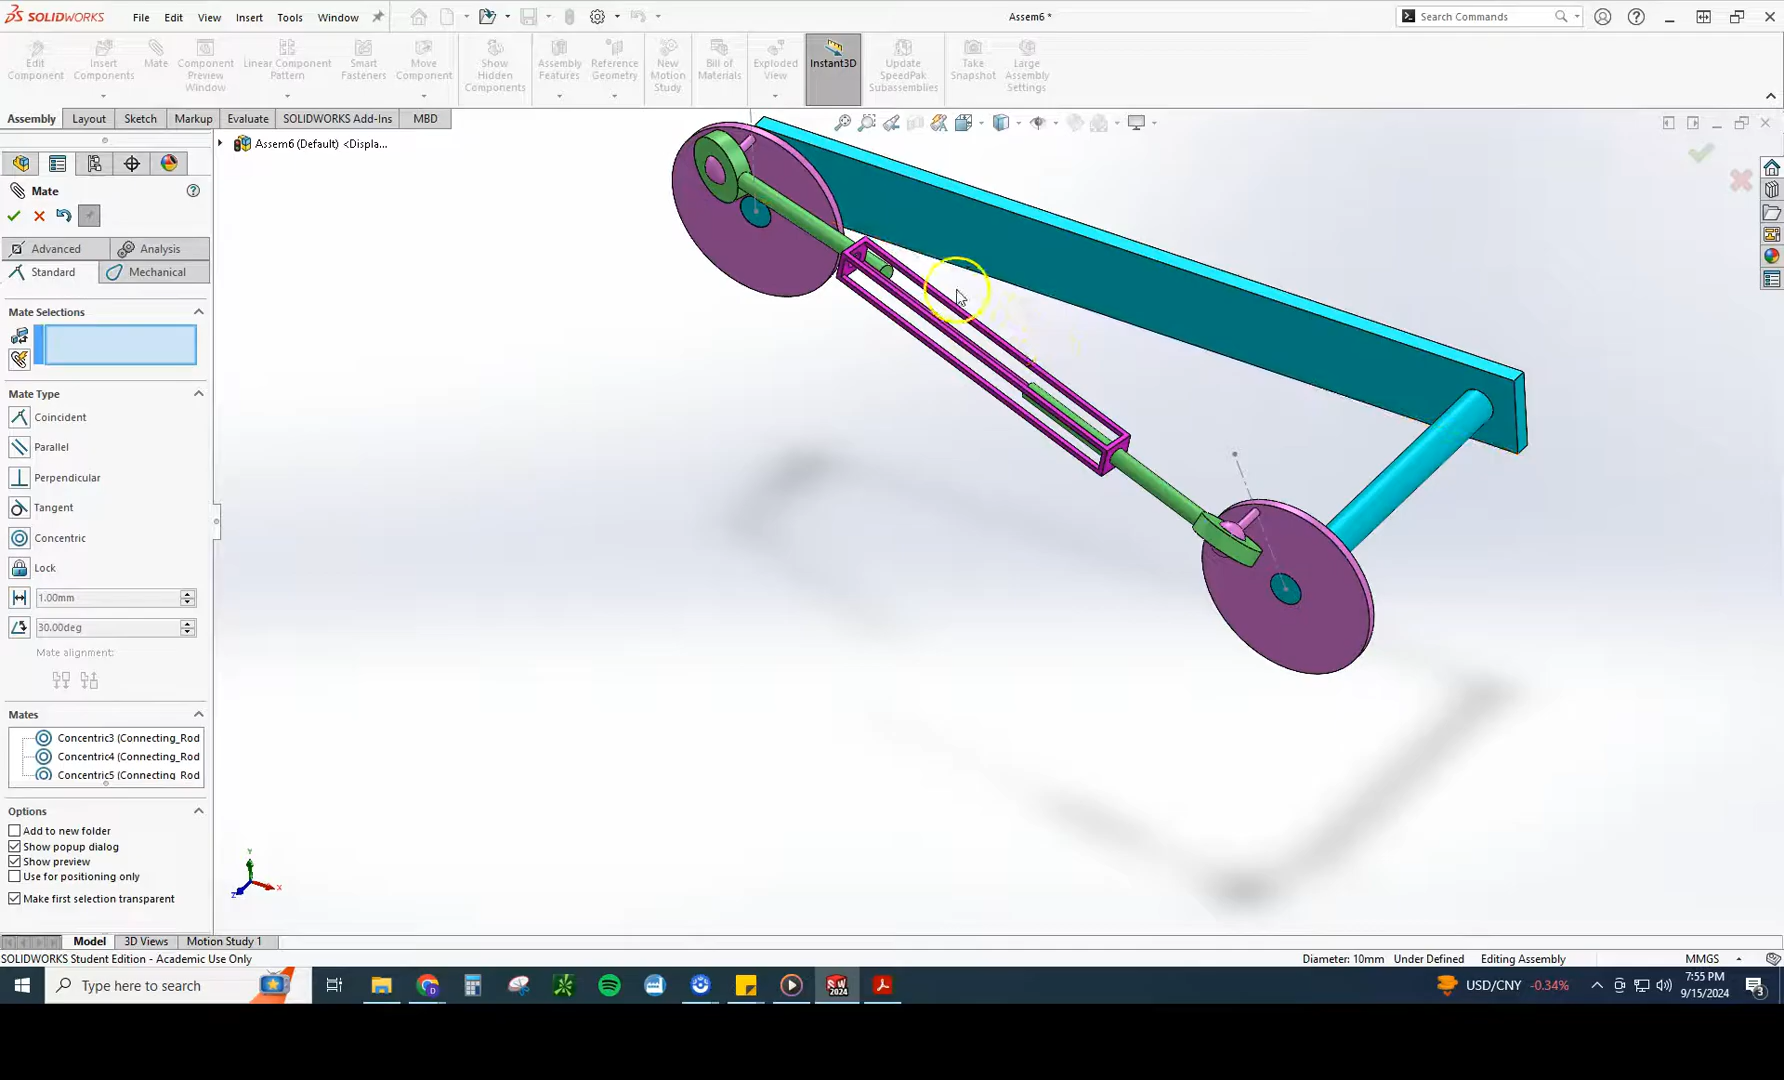 SOLIDWORKS File Edit View Insert Tools Window Assem6 * Search Commands
Edit Component
Insert Components
Mate
Component Preview Window
Linear Component Pattern
Smart Fasteners
Move Component
Show Hidden Components
Assembly Features
Reference Geometry
New Motion Study
Bill of Materials
Exploded View
Instant3D
Update SpeedPak Subassemblies
Take Snapshot
Large Assembly Settings
Assembly Layout Sketch Markup Evaluate SOLIDWORKS Add-Ins MBD
Assem6 (Default) <Displa...
Mate
Advanced Analysis
Standard Mechanical
Mate Selections
Mate Type
Coincident
Parallel
Perpendicular
Tangent
Concentric
Lock
1.00mm
30.00deg
Mate alignment:
Mates
Concentric3 (Connecting_Rod
Concentric4 (Connecting_Rod
Concentric5 (Connecting_Rod
Options
Add to new folder
Show popup dialog
Show preview
Use for positioning only
Make first selection transparent
Y
X
Z
Model 3D Views Motion Study 1
SOLIDWORKS Student Edition - Academic Use Only Diameter: 10mm Under Defined Editing Assembly MMGS
Type here to search
SW 2024
USD/CNY -0.34%
7:55 PM
9/15/2024
3